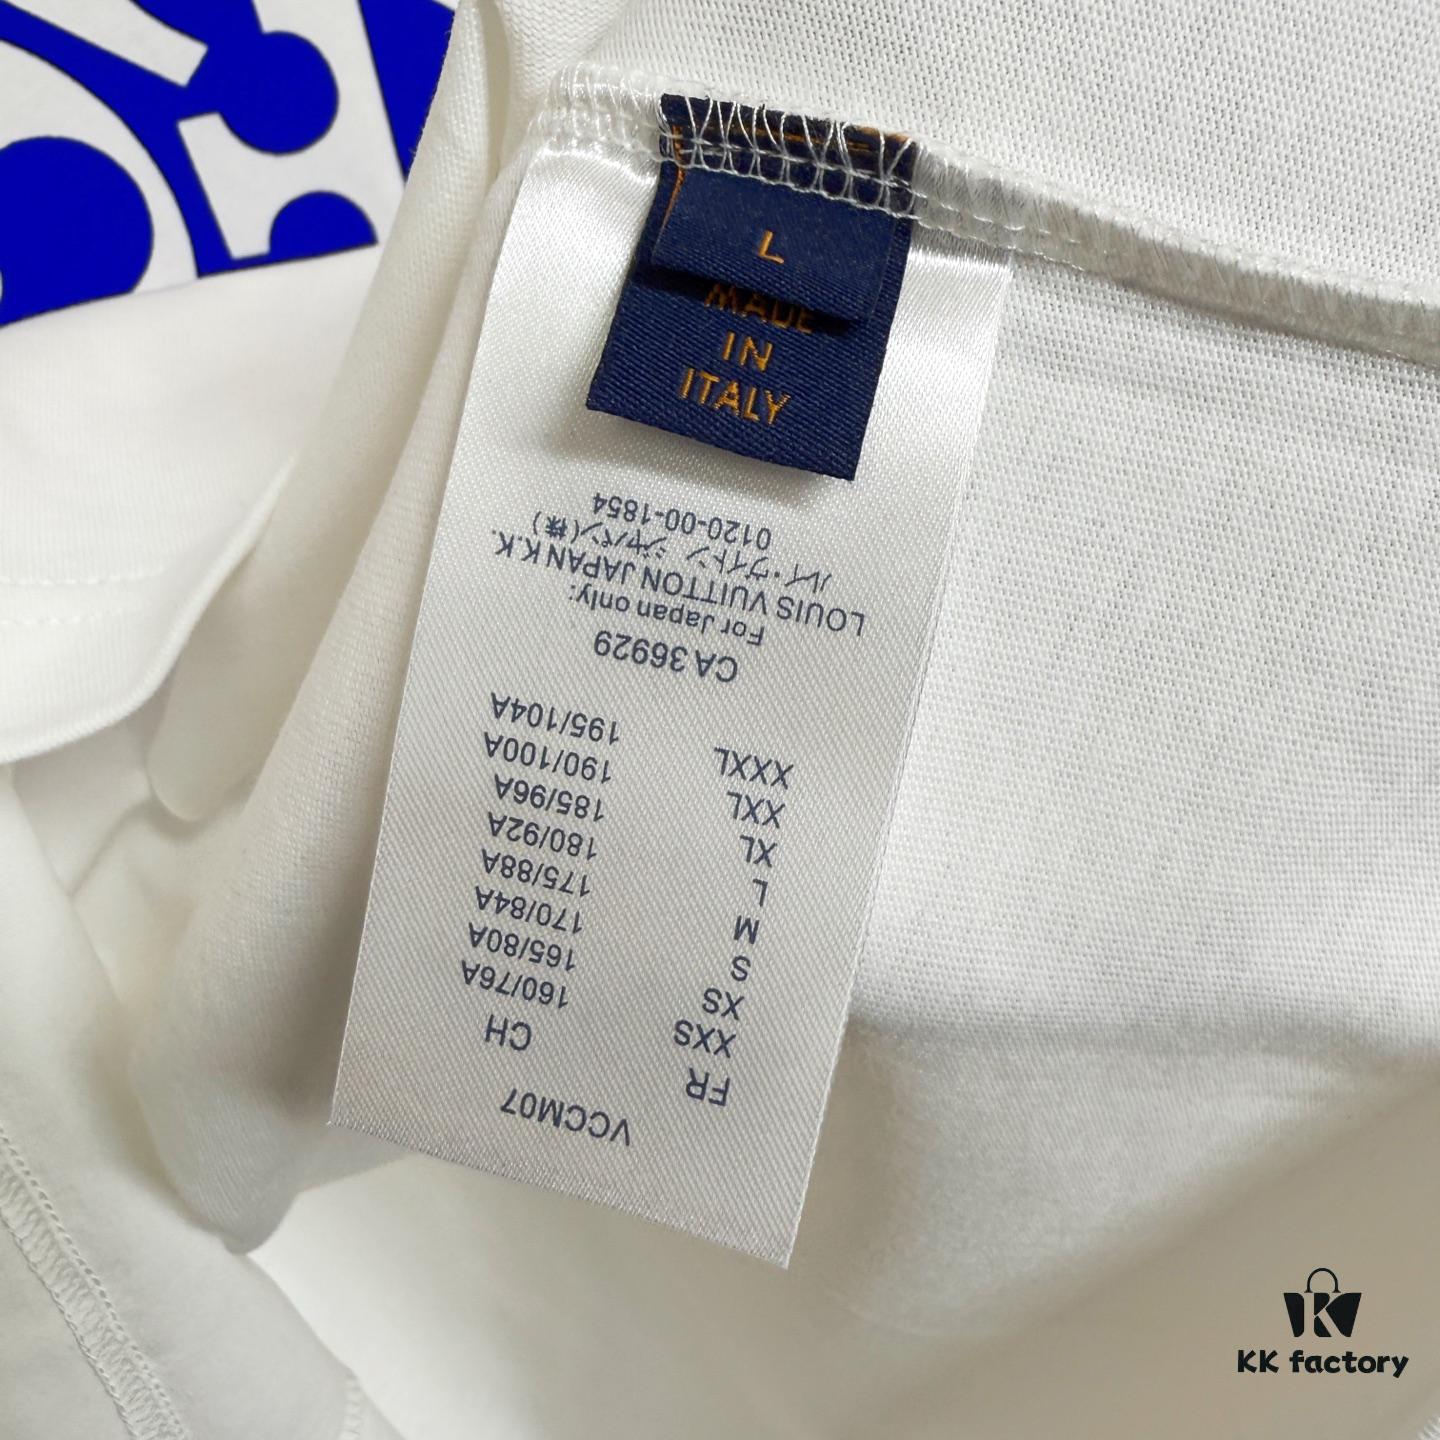 L
MADE
IN
ITALY
VCCM07
FR CH
XXS 160/76A
XS 165/80A
S 170/84A
M 175/88A
L 180/92A
XL 185/96A
XXL 190/100A
XXXL 195/104A
CA 36929
For Japan only:
LOUIS VUITTON JAPAN K.K.
ルイ・ヴィトン ジャパン(株)
0120-00-1854
KK factory